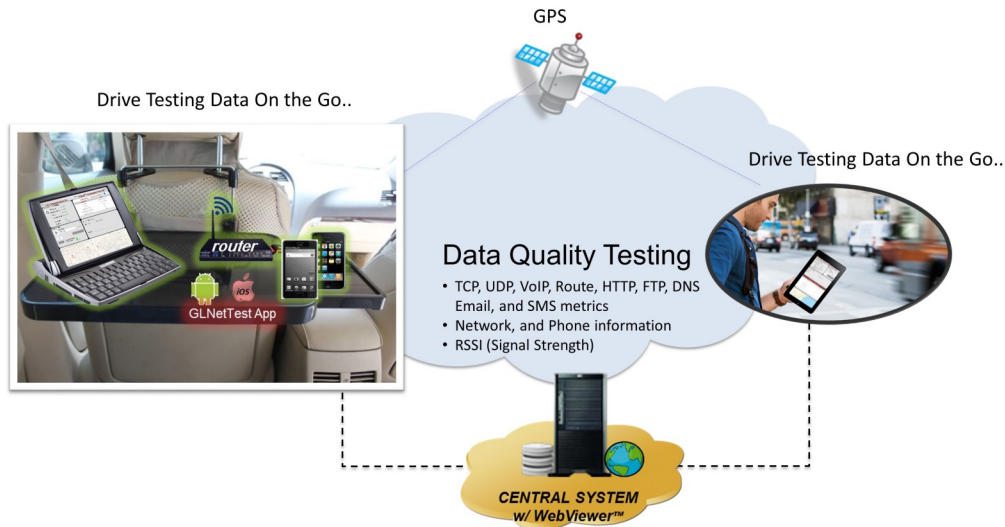 GPS
Drive Testing Data On the Go..
Drive Testing Data On the Go..
router
iOS
GLNetTest App
Data Quality Testing
• TCP, UDP, VoIP, Route, HTTP, FTP, DNS
Email, and SMS metrics
• Network, and Phone information
• RSSI (Signal Strength)
CENTRAL SYSTEM
w/ WebViewer™